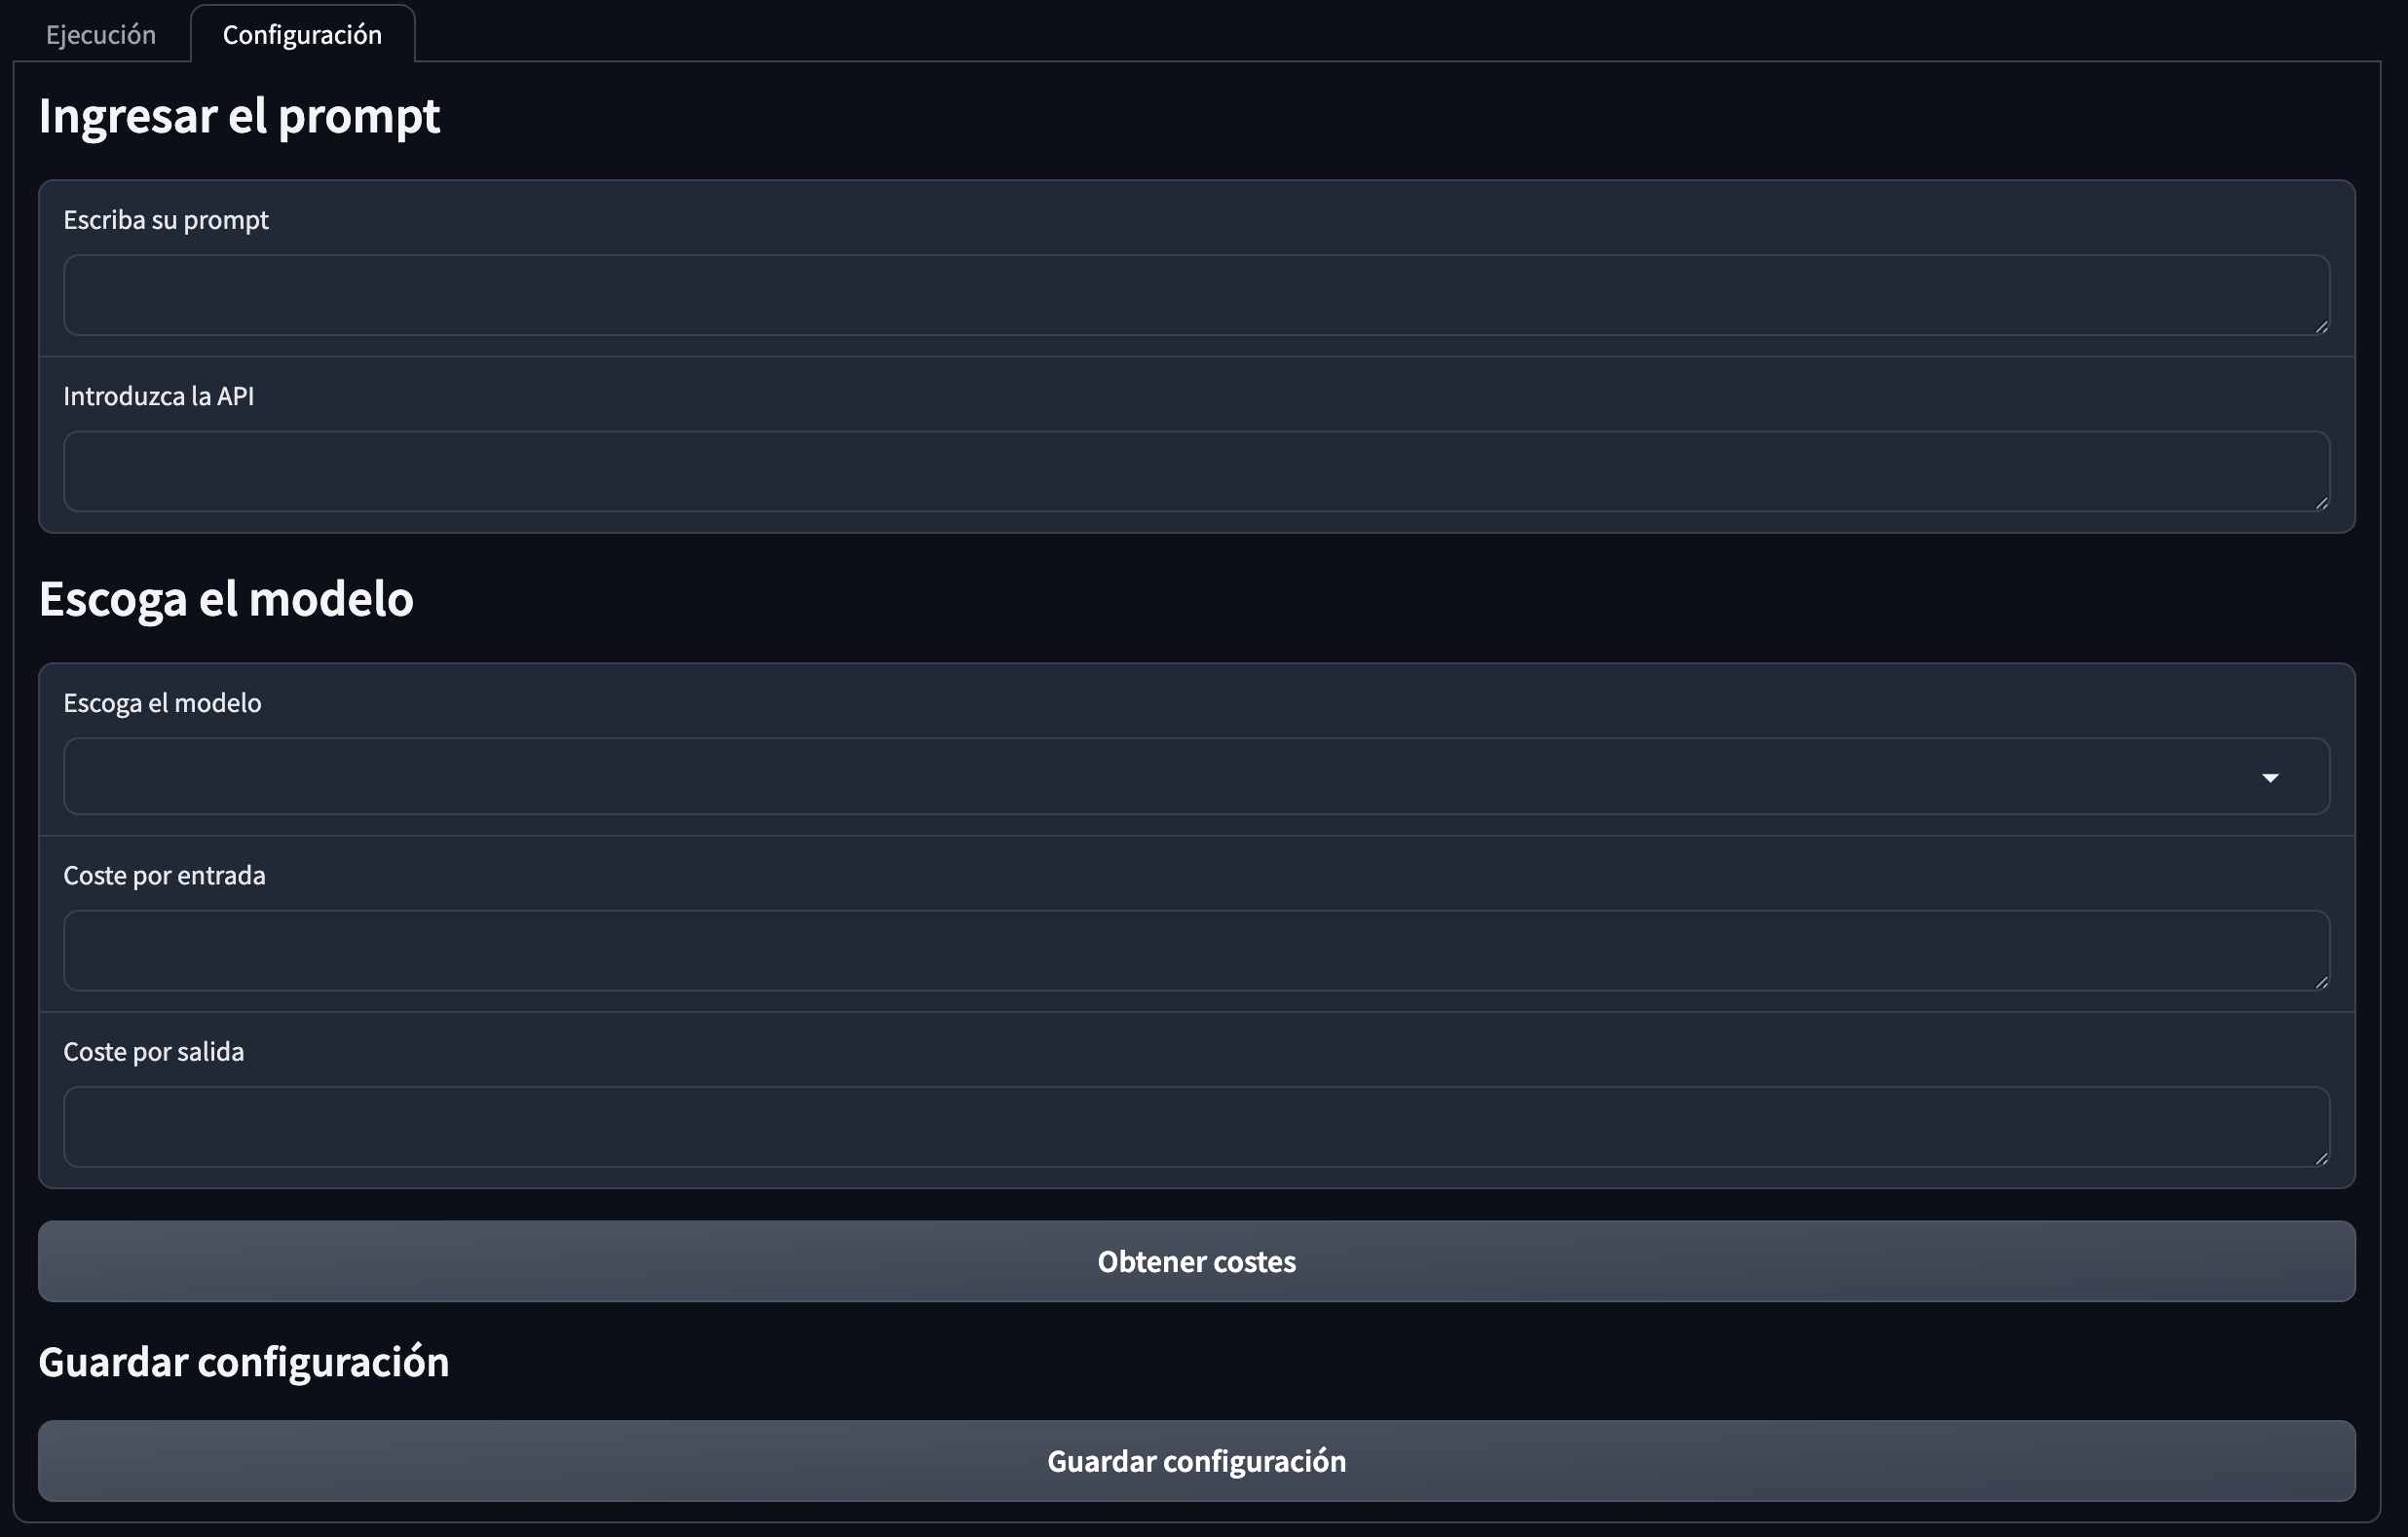 Ejecución
Configuración
Ingresar el prompt
Escriba su prompt
Introduzca la API
Escoga el modelo
Escoga el modelo
Coste por entrada
Coste por salida
Obtener costes
Guardar configuración
Guardar configuración